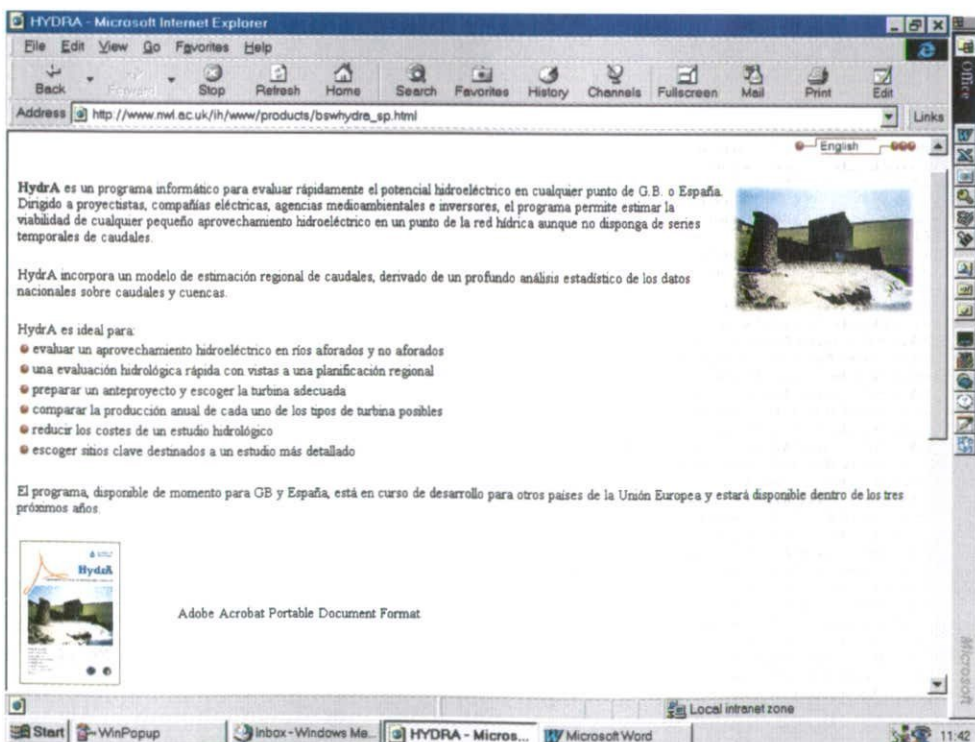 HYDRA - Microsoft Internet Explorer
File Edit View Go Favorites Help
Back Forward Stop Refresh Home Search Favorites History Channels Fullscreen Mail Print Edit
Address http://www.nwl.ac.uk/ih/www/products/bswhydra_sp.html Links
Office
English
HydrA es un programa informático para evaluar rápidamente el potencial hidroeléctrico en cualquier punto de G.B. o España.
Dirigido a proyectistas, compañías eléctricas, agencias medioambientales e inversores, el programa permite estimar la
viabilidad de cualquier pequeño aprovechamiento hidroeléctrico en un punto de la red hídrica aunque no disponga de series
temporales de caudales.
HydrA incorpora un modelo de estimación regional de caudales, derivado de un profundo análisis estadístico de los datos
nacionales sobre caudales y cuencas.
HydrA es ideal para:
evaluar un aprovechamiento hidroeléctrico en ríos aforados y no aforados
una evaluación hidrológica rápida con vistas a una planificación regional
preparar un anteproyecto y escoger la turbina adecuada
comparar la producción anual de cada uno de los tipos de turbina posibles
reducir los costes de un estudio hidrológico
escoger sitios clave destinados a un estudio más detallado
El programa, disponible de momento para GB y España, está en curso de desarrollo para otros países de la Unión Europea y estará disponible dentro de los tres
próximos años.
HydrA
Adobe Acrobat Portable Document Format
Microsoft
Local intranet zone
Start WinPopup Inbox - Windows Me... HYDRA - Micros... Microsoft Word 11:42